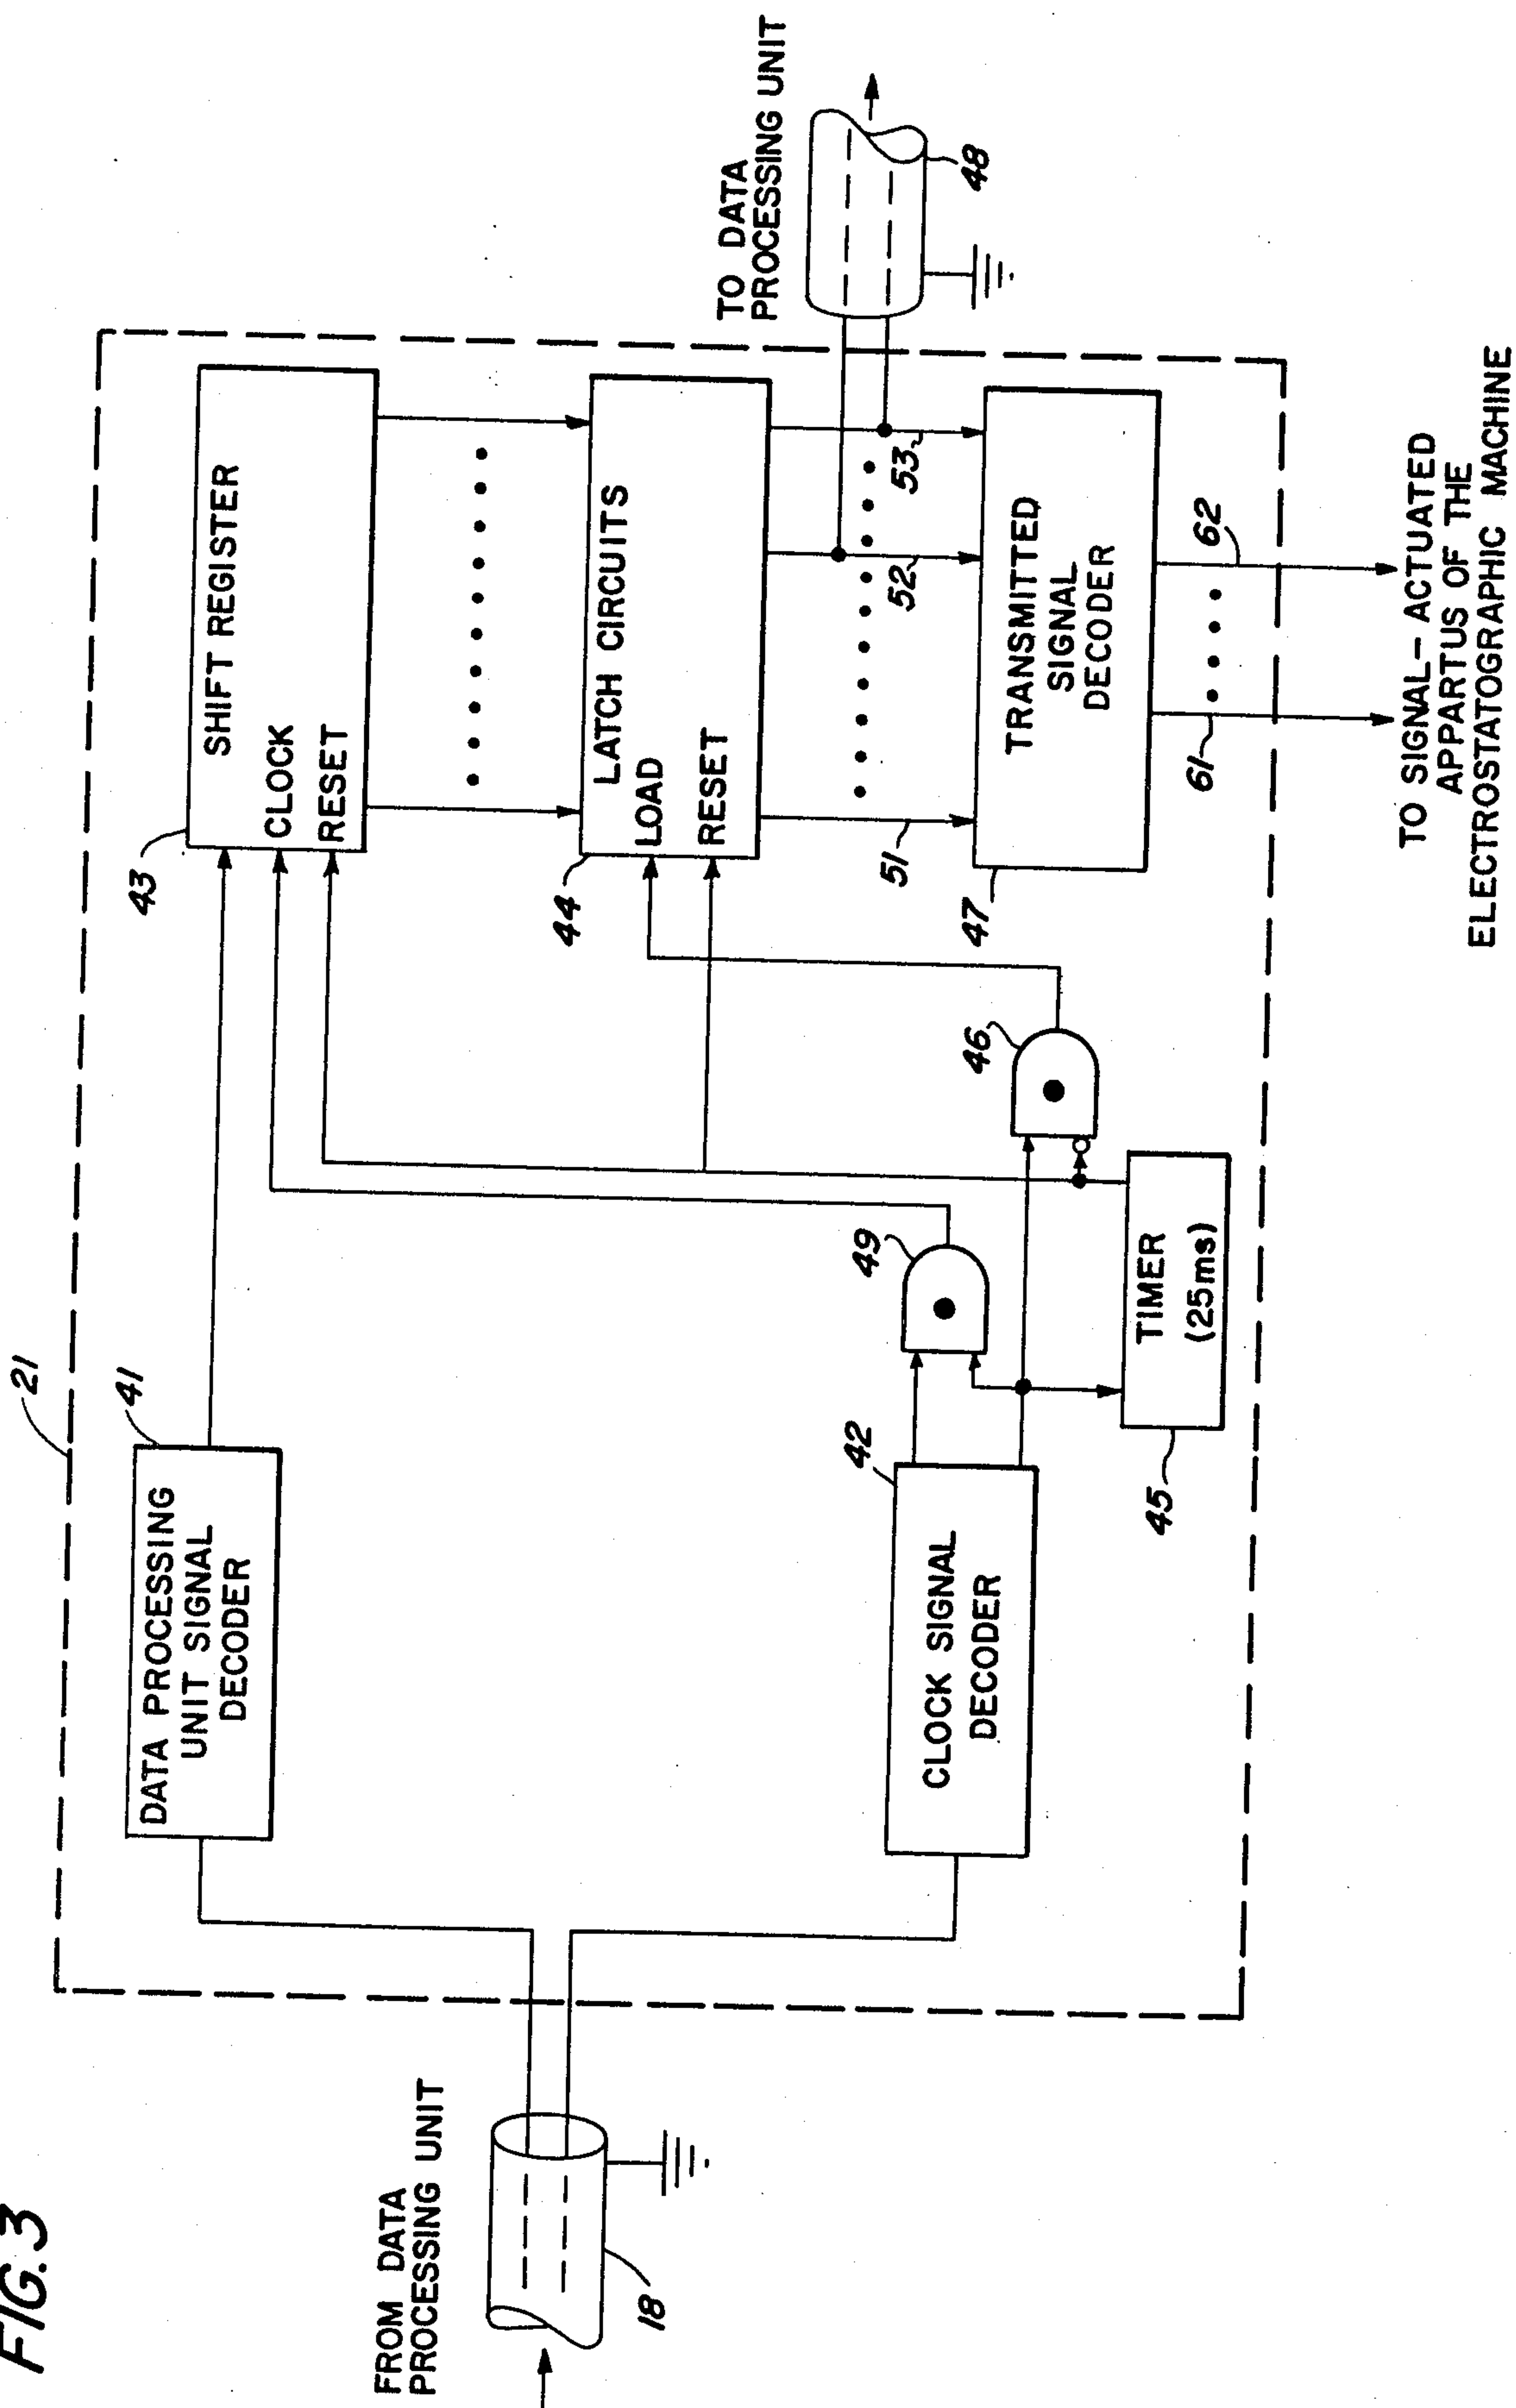 FIG.3
21
FROM DATA
PROCESSING UNIT
18
DATA PROCESSING
UNIT SIGNAL
DECODER
41
CLOCK SIGNAL
DECODER
42
49
46
TIMER
(25ms)
45
SHIFT REGISTER
CLOCK
RESET
43
LATCH CIRCUITS
LOAD
RESET
44
51
52
53
TRANSMITTED
SIGNAL
DECODER
47
61
62
TO DATA
PROCESSING UNIT
48
TO SIGNAL-ACTUATED
APPARTUS OF THE
ELECTROSTATOGRAPHIC MACHINE